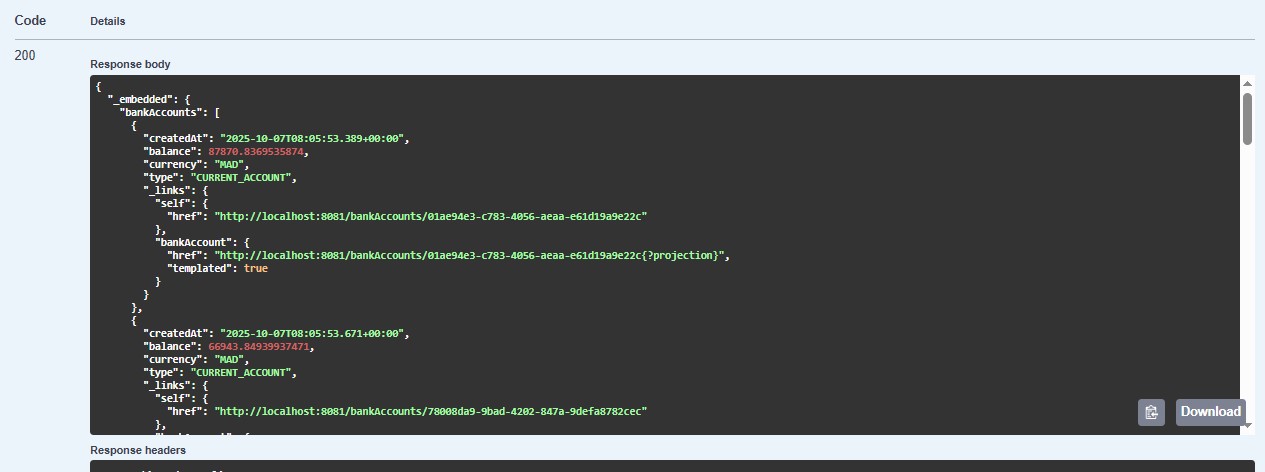 Code Details
200
Response body
{
  "_embedded": {
    "bankAccounts": [
      {
        "createdAt": "2025-10-07T08:05:53.389+00:00",
        "balance": 87870.8369535874,
        "currency": "MAD",
        "type": "CURRENT_ACCOUNT",
        "_links": {
          "self": {
            "href": "http://localhost:8081/bankAccounts/01ae94e3-c783-4056-aeaa-e61d19a9e22c"
          },
          "bankAccount": {
            "href": "http://localhost:8081/bankAccounts/01ae94e3-c783-4056-aeaa-e61d19a9e22c{?projection}",
            "templated": true
          }
        }
      },
      {
        "createdAt": "2025-10-07T08:05:53.671+00:00",
        "balance": 66943.84939937471,
        "currency": "MAD",
        "type": "CURRENT_ACCOUNT",
        "_links": {
          "self": {
            "href": "http://localhost:8081/bankAccounts/78008da9-9bad-4202-847a-9defa8782cec"
          },
Download
Response headers